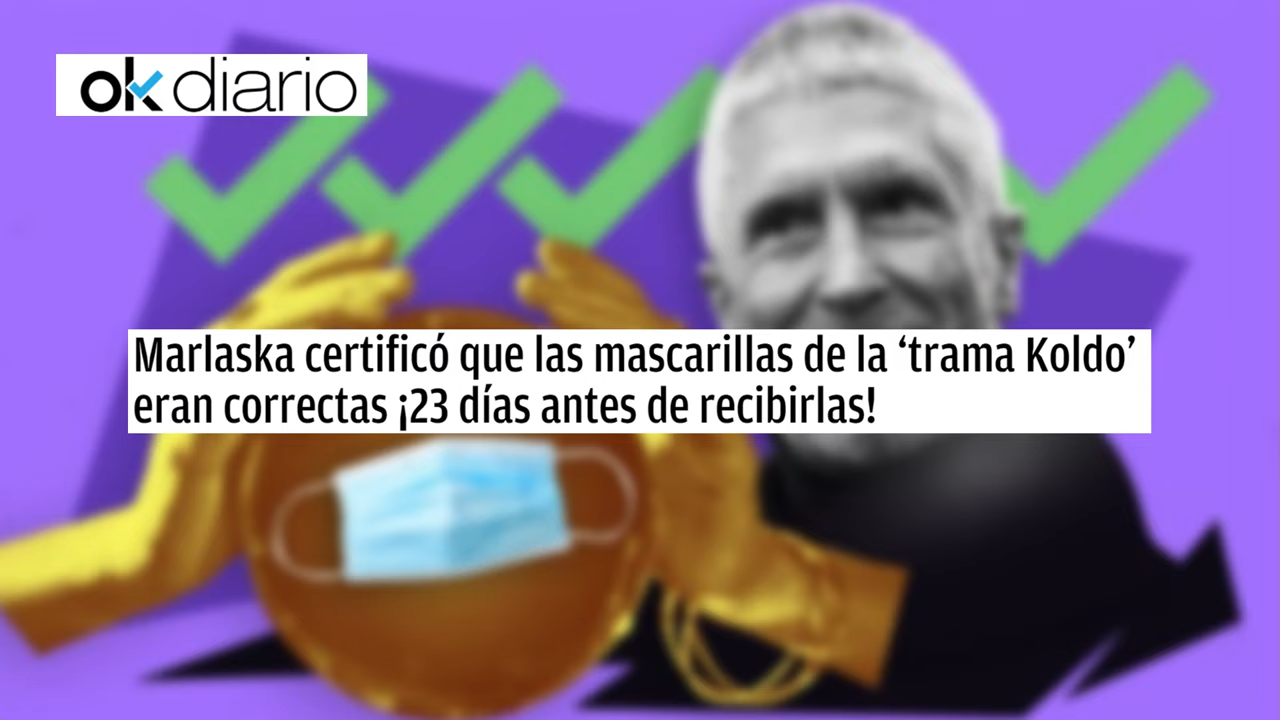 okdiario
Marlaska certificó que las mascarillas de la ‘trama Koldo’
eran correctas ¡23 días antes de recibirlas!